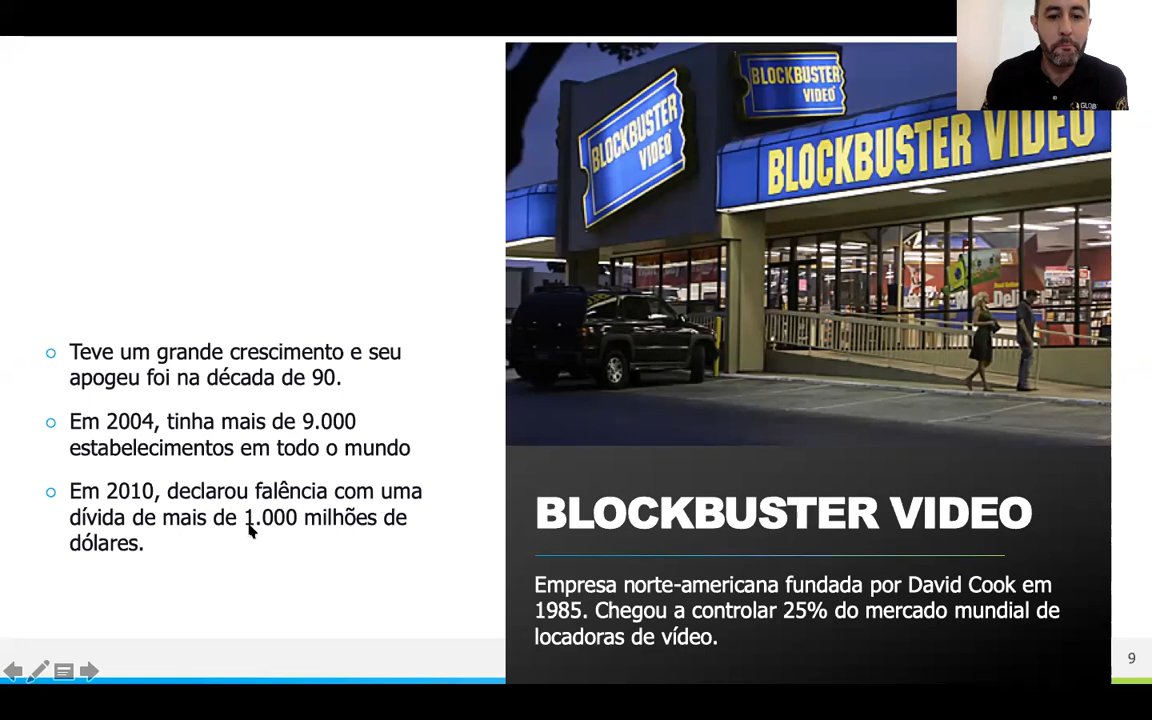 BLOCKBUSTER
VIDEO
BLOCKBUSTER
VIDEO
BLOCKBUSTER VIDEO
Teve um grande crescimento e seu
apogeu foi na década de 90.
Em 2004, tinha mais de 9.000
estabelecimentos em todo o mundo
Em 2010, declarou falência com uma
dívida de mais de 1.000 milhões de
dólares.
BLOCKBUSTER VIDEO
Empresa norte-americana fundada por David Cook em
1985. Chegou a controlar 25% do mercado mundial de
locadoras de vídeo.
9